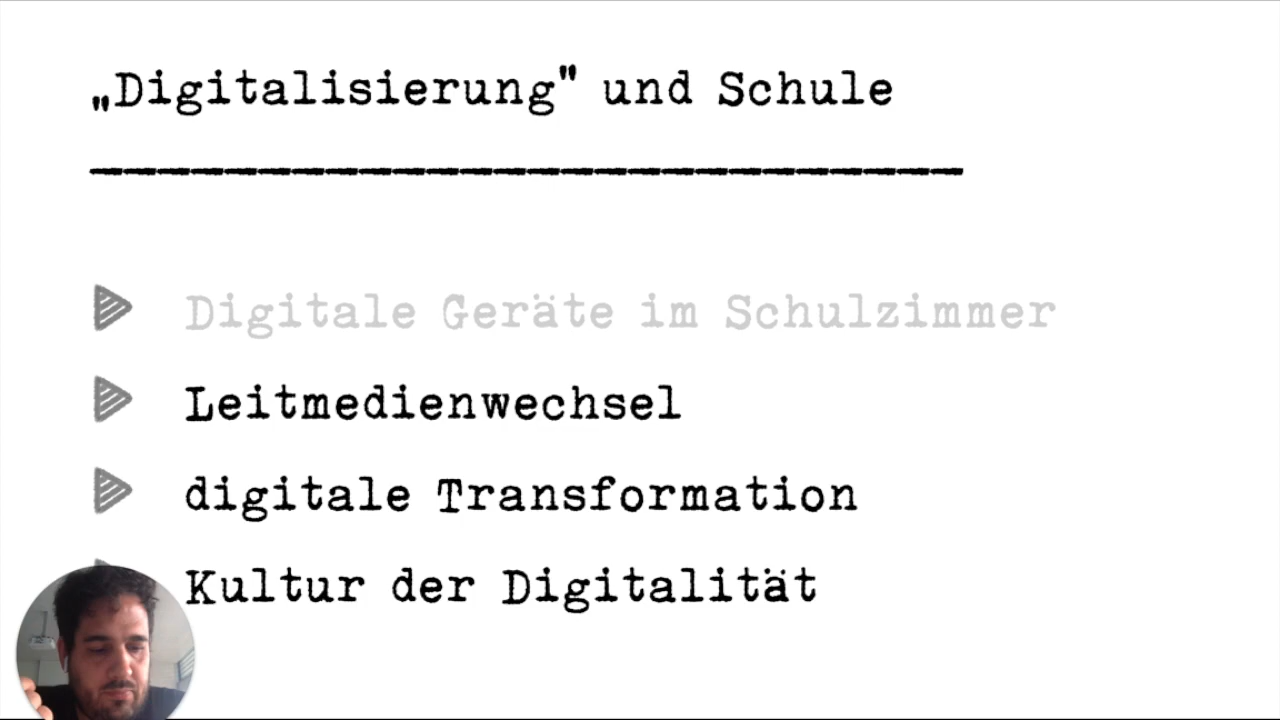 „Digitalisierung" und Schule
Digitale Geräte im Schulzimmer
Leitmedienwechsel
digitale Transformation
Kultur der Digitalität